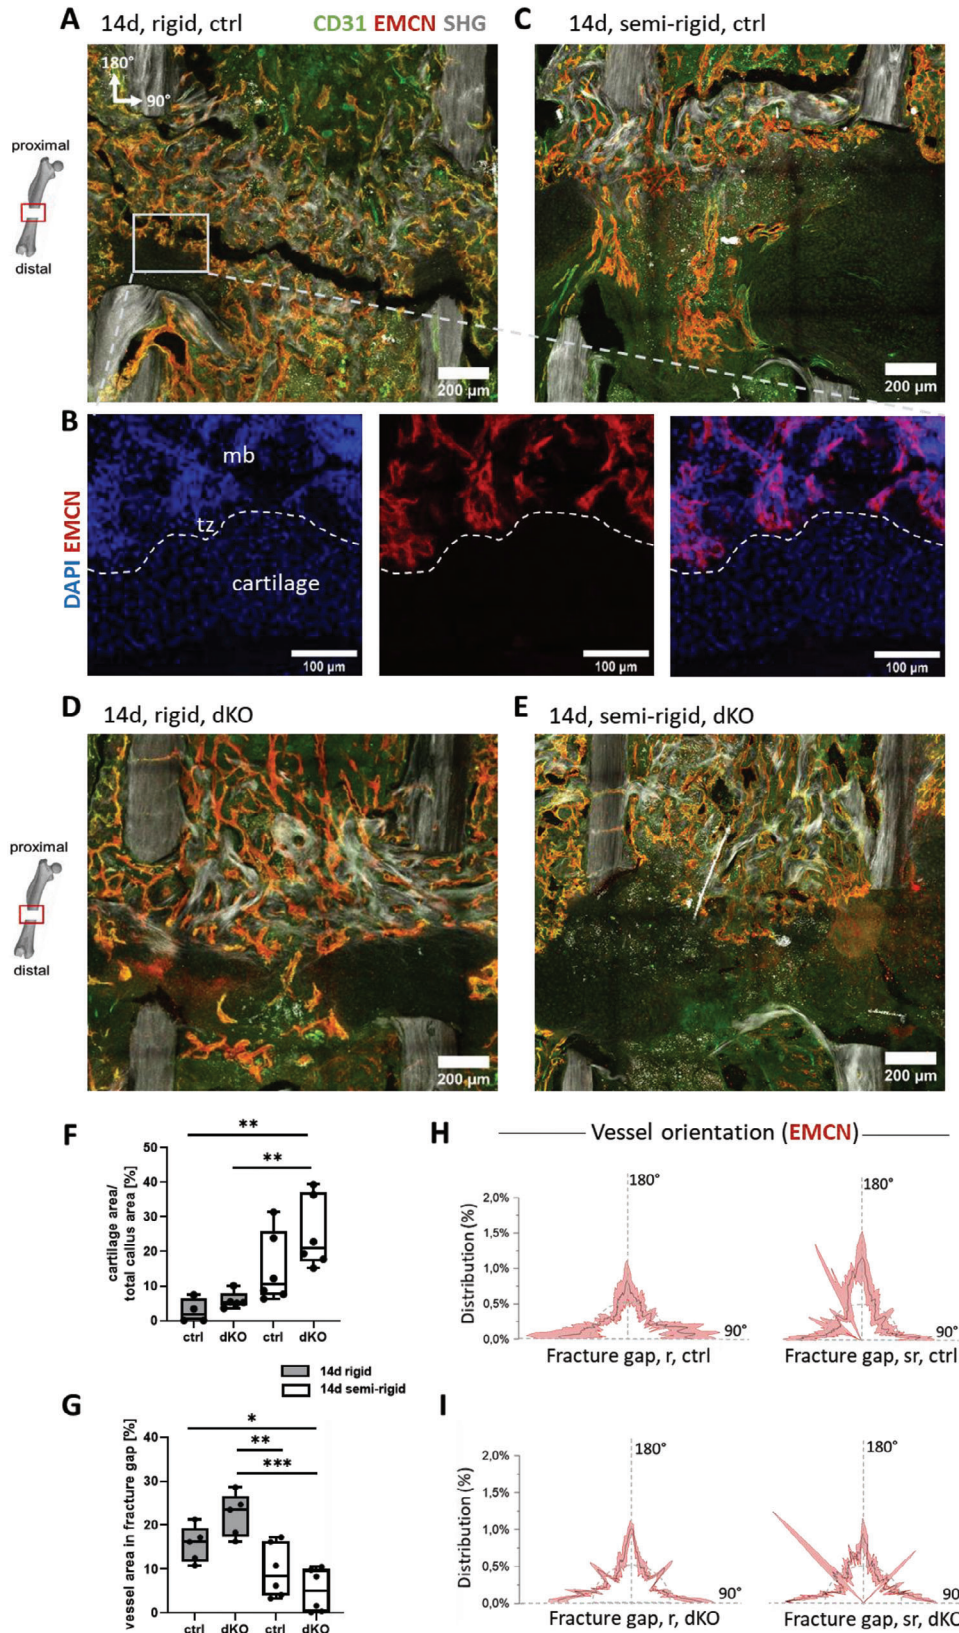 A 14d, rigid, ctrl CD31 EMCN SHG
C 14d, semi-rigid, ctrl
180°
90°
proximal
distal
200 µm
200 µm
B
DAPI EMCN
mb
tz
cartilage
100 µm
100 µm
100 µm
D 14d, rigid, dKO
E 14d, semi-rigid, dKO
proximal
distal
200 µm
200 µm
F
cartilage area/
total callus area [%]
50
40
30
20
10
0
**
**
ctrl dKO ctrl dKO
14d rigid
14d semi-rigid
G
vessel area in fracture gap [%]
40
30
20
10
0
*
**
***
ctrl dKO ctrl dKO
H Vessel orientation (EMCN)
Distribution (%)
2,0%
1,5%
1,0%
0,5%
0,0%
180°
90°
Fracture gap, r, ctrl
180°
90°
Fracture gap, sr, ctrl
I
Distribution (%)
2,0%
1,5%
1,0%
0,5%
0,0%
180°
90°
Fracture gap, r, dKO
180°
90°
Fracture gap, sr, dKO